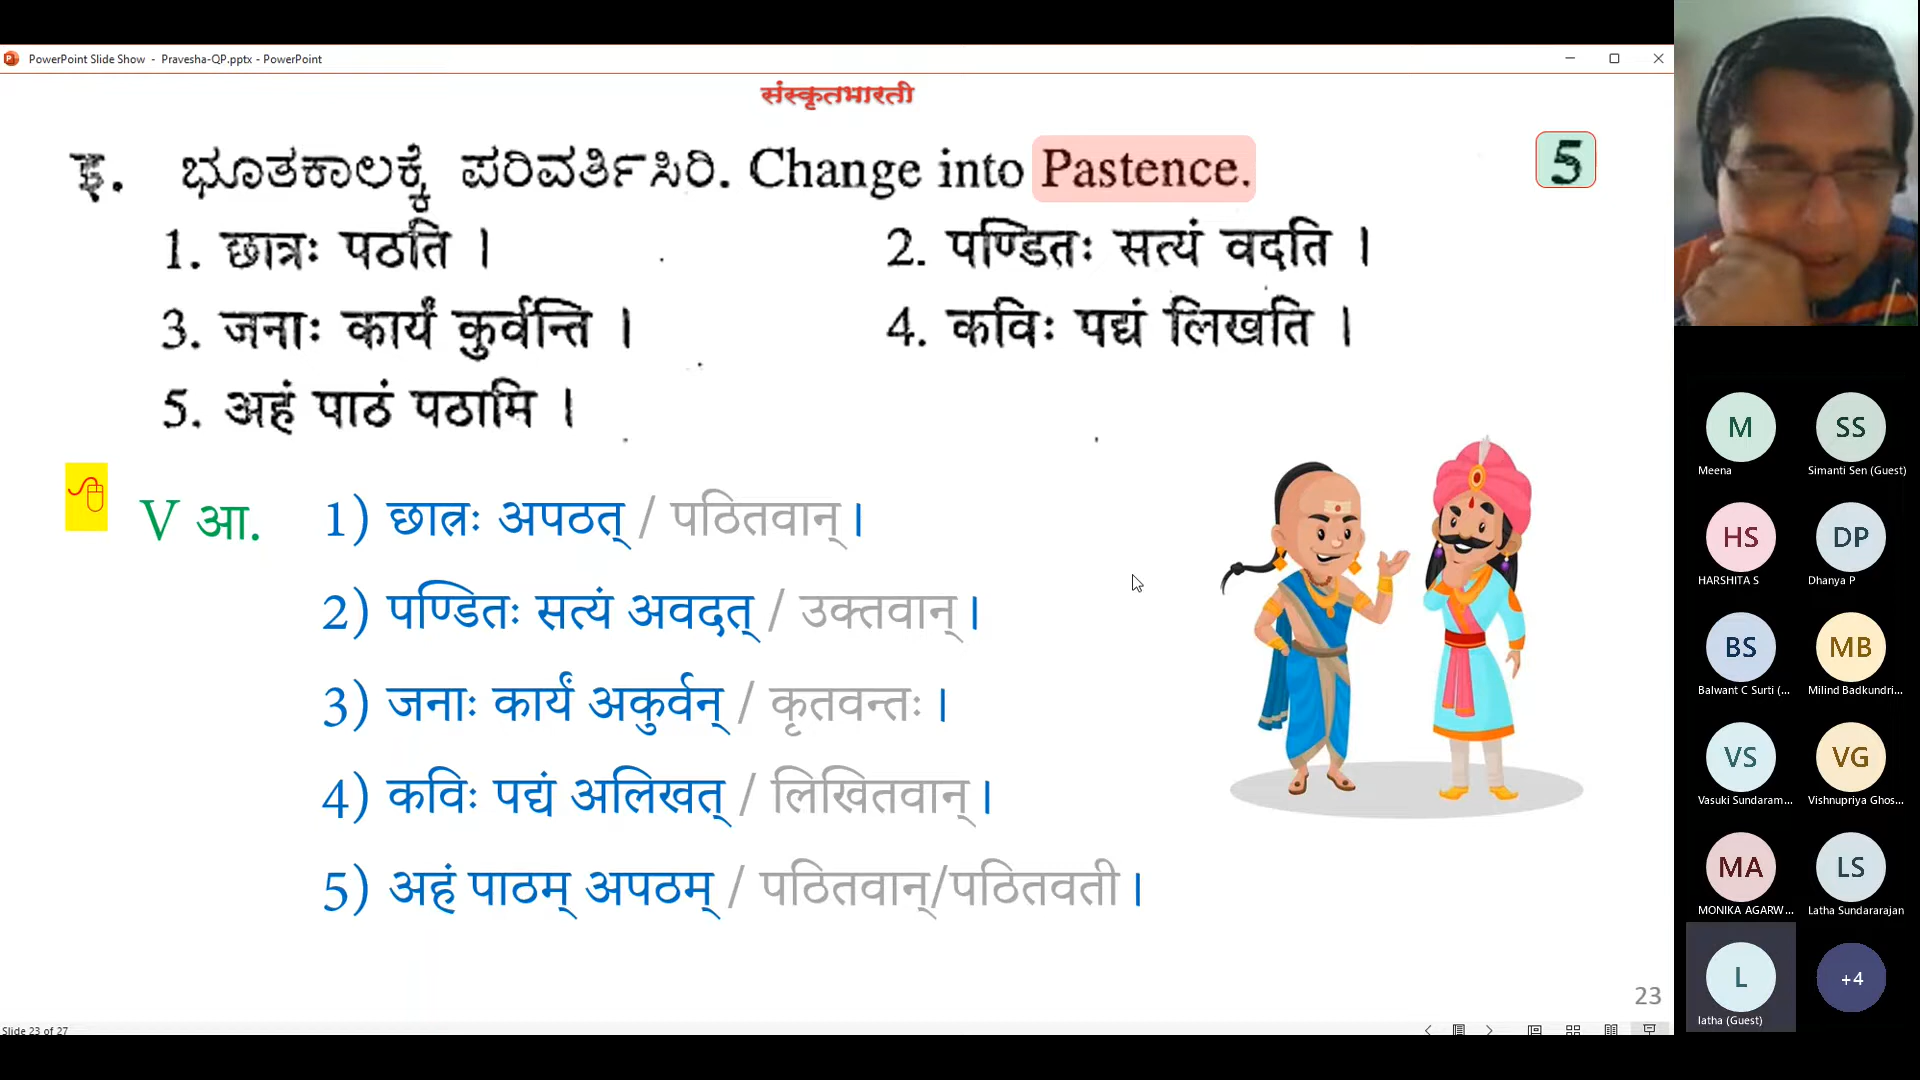 PowerPoint Slide Show - Pravesha-QP.pptx - PowerPoint
संस्कृतभारती
इ. ಭೂತಕಾಲಕ್ಕೆ ಪರಿವರ್ತಿಸಿರಿ. Change into Pastence. 5
1. छात्रः पठति । 2. पण्डितः सत्यं वदति ।
3. जनाः कार्यं कुर्वन्ति । 4. कविः पद्यं लिखति ।
5. अहं पाठं पठामि ।
V आ. 1) छात्रः अपठत् / पठितवान् ।
2) पण्डितः सत्यं अवदत् / उक्तवान् ।
3) जनाः कार्यं अकुर्वन् / कृतवन्तः ।
4) कविः पद्यं अलिखत् / लिखितवान् ।
5) अहं पाठम् अपठम् / पठितवान्/पठितवती ।
23
Slide 23 of 27
M SS
Meena Simanti Sen (Guest)
HS DP
HARSHITA S Dhanya P
BS MB
Balwant C Surti (... Milind Badkundri...
VS VG
Vasuki Sundaram... Vishnupriya Ghos...
MA LS
MONIKA AGARW... Latha Sundararajan
L +4
latha (Guest)